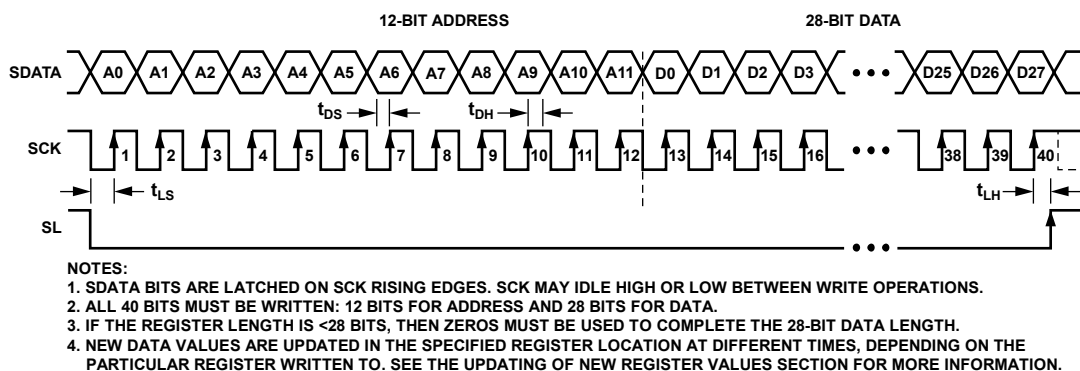 12-BIT ADDRESS 28-BIT DATA
SDATA A0 A1 A2 A3 A4 A5 A6 A7 A8 A9 A10 A11 D0 D1 D2 D3 ••• D25 D26 D27
tDS tDH
SCK 1 2 3 4 5 6 7 8 9 10 11 12 13 14 15 16 ••• 38 39 40
tLS tLH
SL •••
NOTES:
1. SDATA BITS ARE LATCHED ON SCK RISING EDGES. SCK MAY IDLE HIGH OR LOW BETWEEN WRITE OPERATIONS.
2. ALL 40 BITS MUST BE WRITTEN: 12 BITS FOR ADDRESS AND 28 BITS FOR DATA.
3. IF THE REGISTER LENGTH IS <28 BITS, THEN ZEROS MUST BE USED TO COMPLETE THE 28-BIT DATA LENGTH.
4. NEW DATA VALUES ARE UPDATED IN THE SPECIFIED REGISTER LOCATION AT DIFFERENT TIMES, DEPENDING ON THE
PARTICULAR REGISTER WRITTEN TO. SEE THE UPDATING OF NEW REGISTER VALUES SECTION FOR MORE INFORMATION.